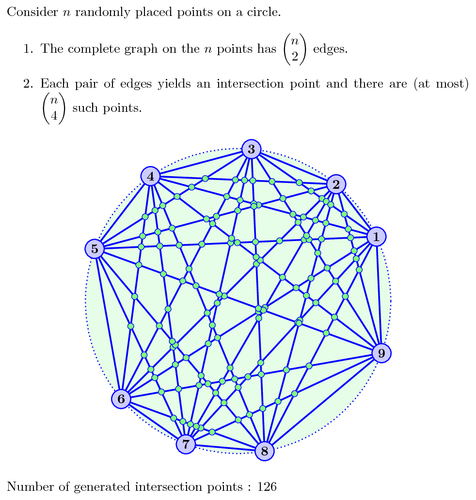 Consider n randomly placed points on a circle.
1. The complete graph on the n points has (n 2) edges.
2. Each pair of edges yields an intersection point and there are (at most)
(n 4) such points.
3
4
2
1
5
9
6
7
8
Number of generated intersection points : 126